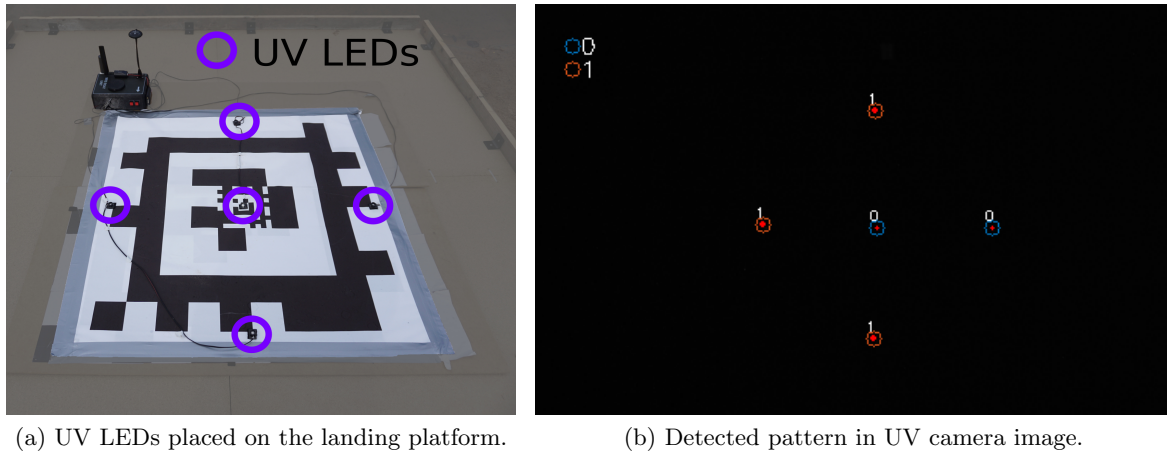 UV LEDs
0
1
1
1
0
0
1
(a) UV LEDs placed on the landing platform.
(b) Detected pattern in UV camera image.